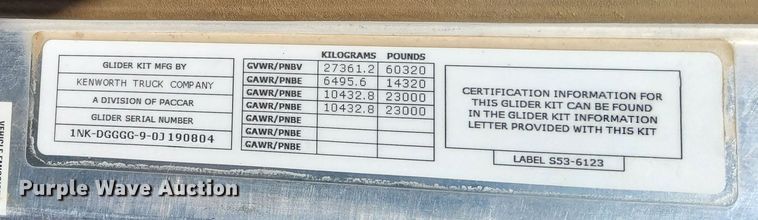 GLIDER KIT MFG BY
KENWORTH TRUCK COMPANY
A DIVISION OF PACCAR
GLIDER SERIAL NUMBER
1NK-DGGGG-9-0J190804
KILOGRAMS POUNDS
GVWR/PNBV 27361.2 60320
GAWR/PNBE 6495.6 14320
GAWR/PNBE 10432.8 23000
GAWR/PNBE 10432.8 23000
GAWR/PNBE
GAWR/PNBE
GAWR/PNBE
CERTIFICATION INFORMATION FOR
THIS GLIDER KIT CAN BE FOUND
IN THE GLIDER KIT INFORMATION
LETTER PROVIDED WITH THIS KIT
LABEL S53-6123
VEHICLE
Purple Wave Auction